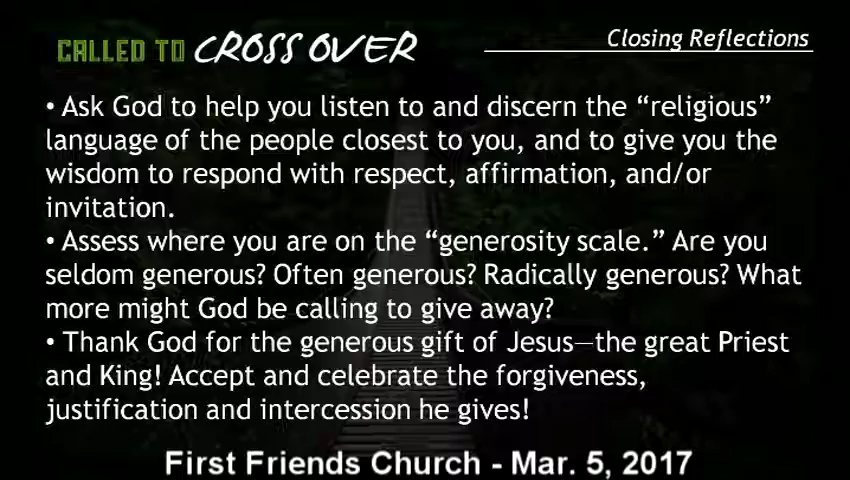 CALLED TO CROSS OVER
Closing Reflections
• Ask God to help you listen to and discern the “religious”
language of the people closest to you, and to give you the
wisdom to respond with respect, affirmation, and/or
invitation.
• Assess where you are on the “generosity scale.” Are you
seldom generous? Often generous? Radically generous? What
more might God be calling to give away?
• Thank God for the generous gift of Jesus—the great Priest
and King! Accept and celebrate the forgiveness,
justification and intercession he gives!
First Friends Church - Mar. 5, 2017